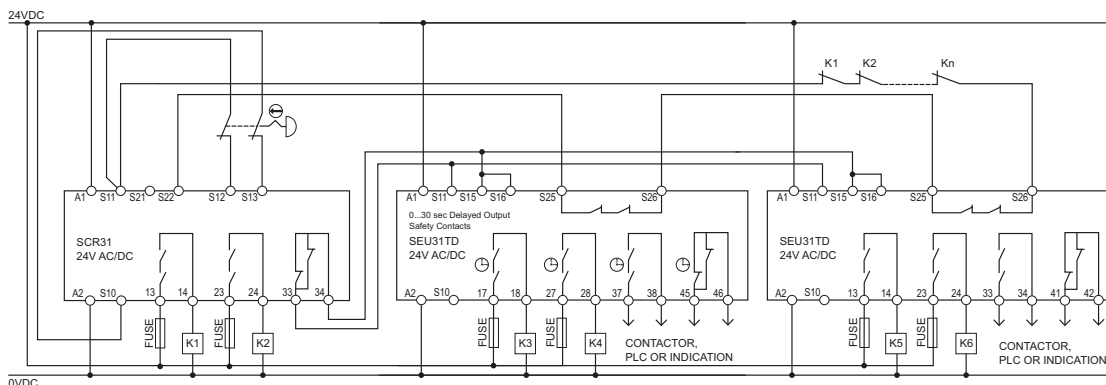 24VDC
K1 K2 Kn
A1 S11 S21 S22 S12 S13
A1 S11 S15 S16 S25 S26
A1 S11 S15 S16 S25 S26
SCR31
24V AC/DC
0...30 sec Delayed Output
Safety Contacts
SEU31TD
24V AC/DC
SEU31TD
24V AC/DC
A2 S10 13 14 23 24 33 34
A2 S10 17 18 27 28 37 38 45 46
A2 S10 13 14 23 24 33 34 41 42
FUSE K1 FUSE K2
FUSE K3 FUSE K4
CONTACTOR,
PLC OR INDICATION
FUSE K5 FUSE K6
CONTACTOR,
PLC OR INDICATION
0VDC